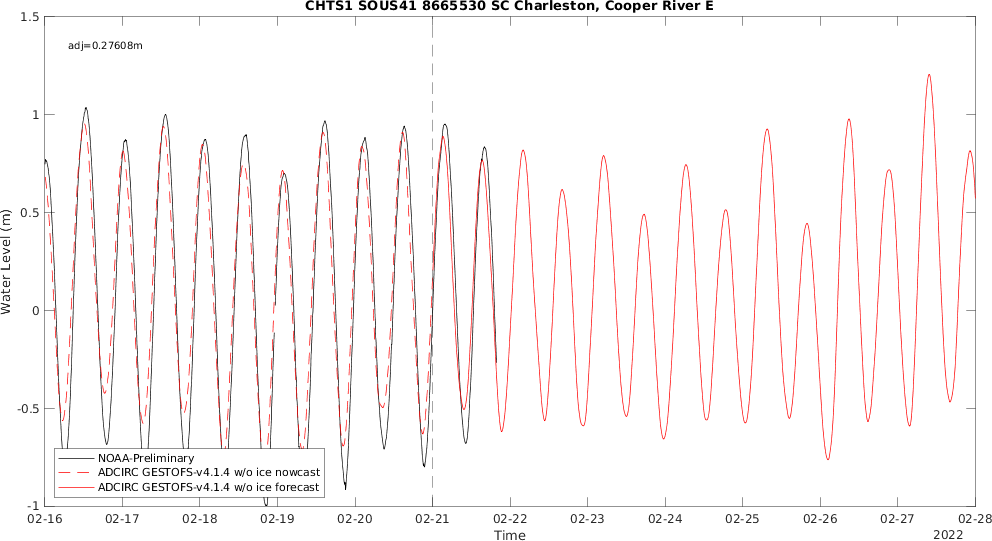 CHTS1 SOUS41 8665530 SC Charleston, Cooper River E
adj=0.27608m
1.5
1
0.5
0
-0.5
-1
Water Level (m)
NOAA-Preliminary
ADCIRC GESTOFS-v4.1.4 w/o ice nowcast
ADCIRC GESTOFS-v4.1.4 w/o ice forecast
02-16 02-17 02-18 02-19 02-20 02-21 02-22 02-23 02-24 02-25 02-26 02-27 02-28
Time
2022